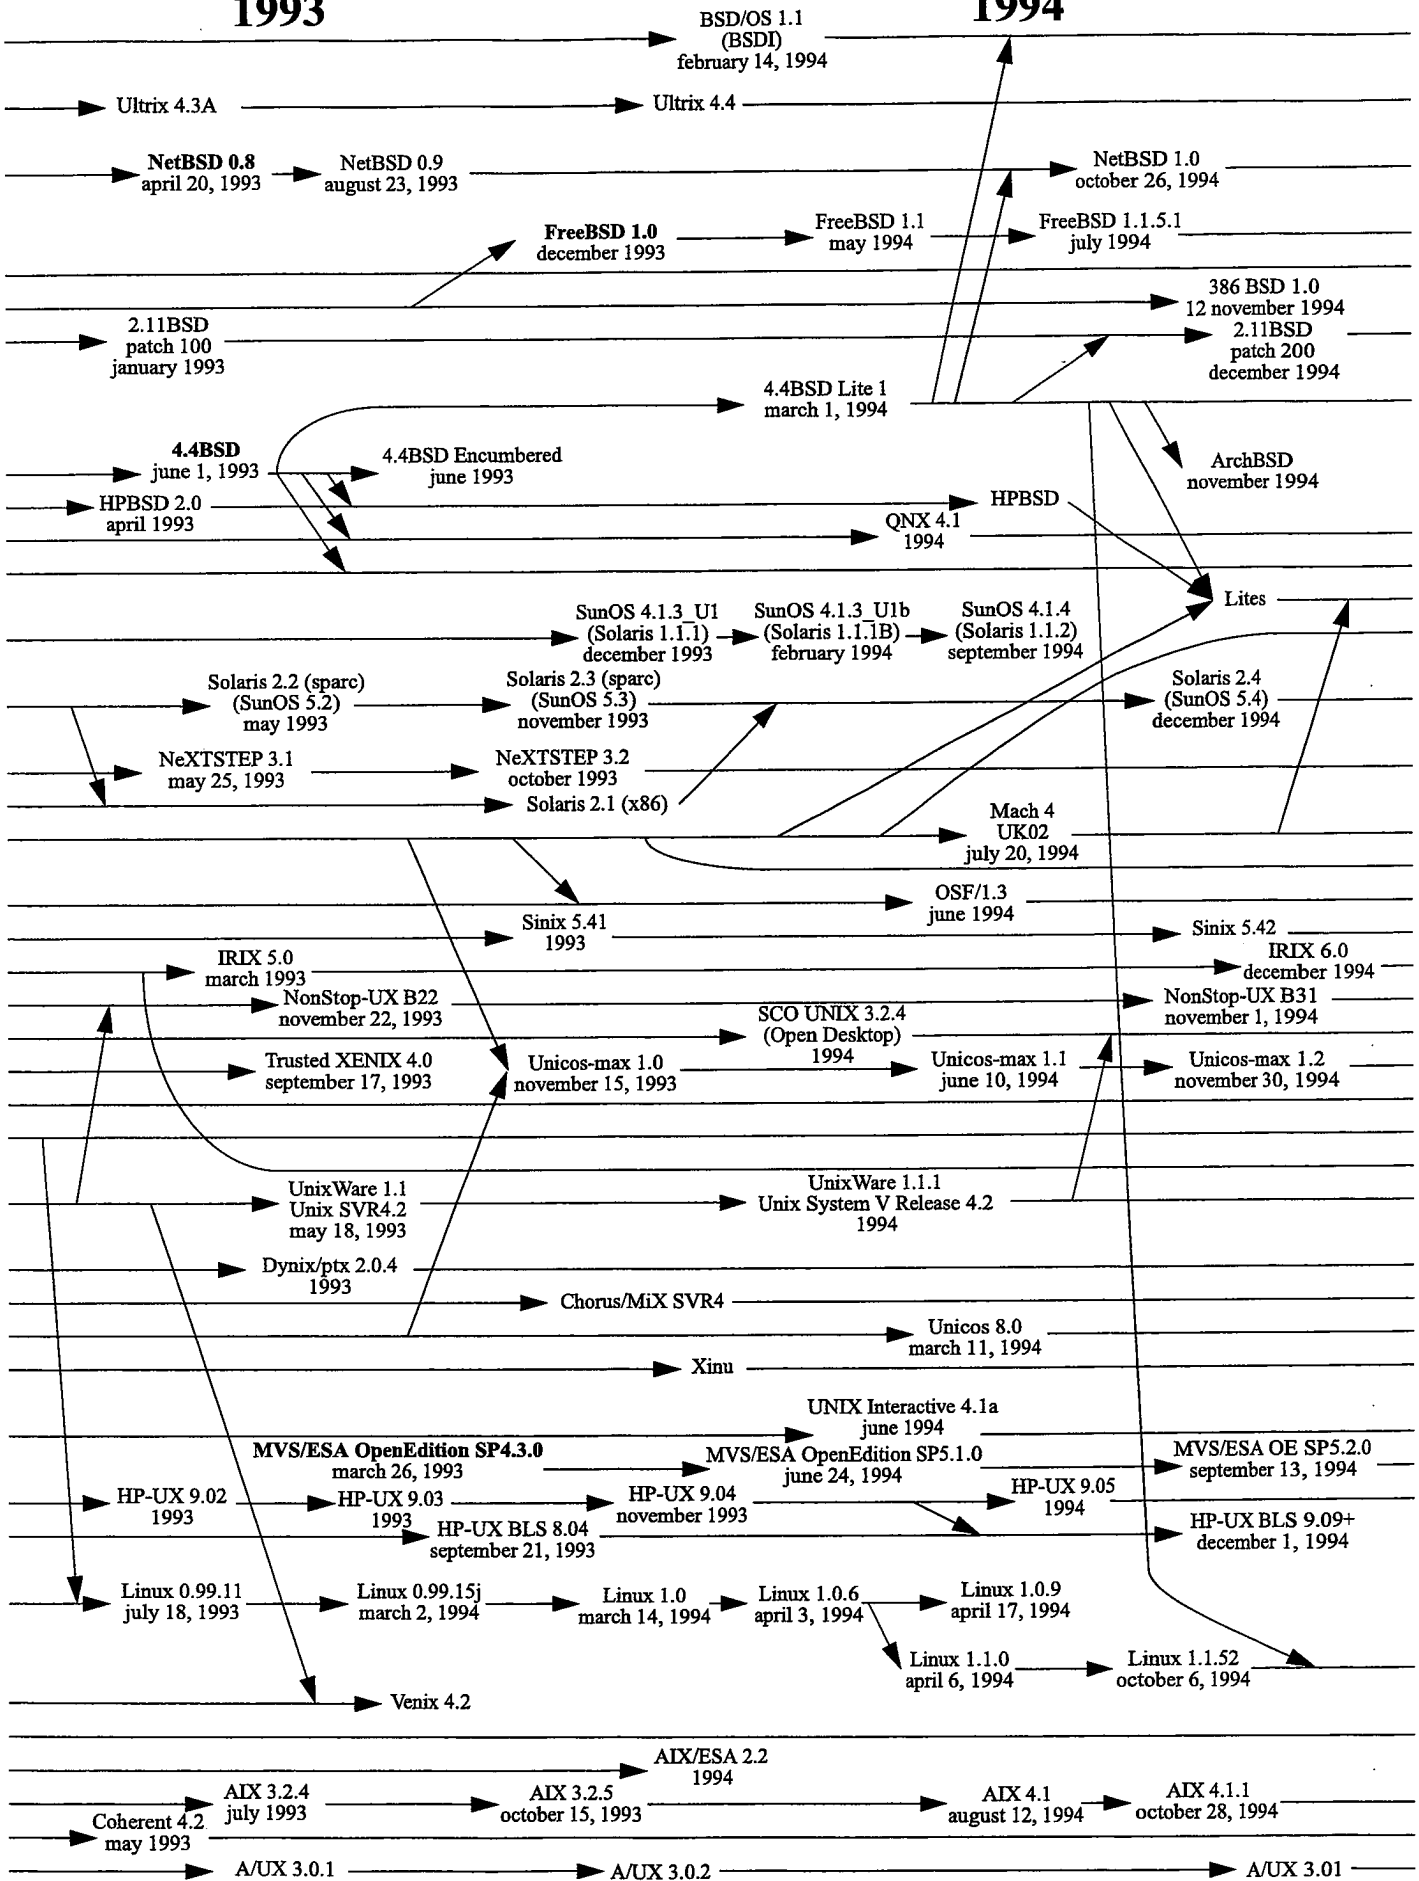 1993
1994
BSD/OS 1.1
(BSDI)
february 14, 1994
Ultrix 4.3A
Ultrix 4.4
NetBSD 0.8
april 20, 1993
NetBSD 0.9
august 23, 1993
NetBSD 1.0
october 26, 1994
FreeBSD 1.0
december 1993
FreeBSD 1.1
may 1994
FreeBSD 1.1.5.1
july 1994
386 BSD 1.0
12 november 1994
2.11BSD
patch 100
january 1993
2.11BSD
patch 200
december 1994
4.4BSD Lite 1
march 1, 1994
4.4BSD
june 1, 1993
4.4BSD Encumbered
june 1993
ArchBSD
november 1994
HPBSD 2.0
april 1993
HPBSD
QNX 4.1
1994
Lites
SunOS 4.1.3_U1
(Solaris 1.1.1)
december 1993
SunOS 4.1.3_U1b
(Solaris 1.1.1B)
february 1994
SunOS 4.1.4
(Solaris 1.1.2)
september 1994
Solaris 2.2 (sparc)
(SunOS 5.2)
may 1993
Solaris 2.3 (sparc)
(SunOS 5.3)
november 1993
Solaris 2.4
(SunOS 5.4)
december 1994
NeXTSTEP 3.1
may 25, 1993
NeXTSTEP 3.2
october 1993
Solaris 2.1 (x86)
Mach 4
UK02
july 20, 1994
OSF/1.3
june 1994
Sinix 5.41
1993
Sinix 5.42
IRIX 5.0
march 1993
IRIX 6.0
december 1994
NonStop-UX B22
november 22, 1993
NonStop-UX B31
november 1, 1994
SCO UNIX 3.2.4
(Open Desktop)
1994
Trusted XENIX 4.0
september 17, 1993
Unicos-max 1.0
november 15, 1993
Unicos-max 1.1
june 10, 1994
Unicos-max 1.2
november 30, 1994
UnixWare 1.1
Unix SVR4.2
may 18, 1993
UnixWare 1.1.1
Unix System V Release 4.2
1994
Dynix/ptx 2.0.4
1993
Chorus/MiX SVR4
Unicos 8.0
march 11, 1994
Xinu
UNIX Interactive 4.1a
june 1994
MVS/ESA OpenEdition SP4.3.0
march 26, 1993
MVS/ESA OpenEdition SP5.1.0
june 24, 1994
MVS/ESA OE SP5.2.0
september 13, 1994
HP-UX 9.02
1993
HP-UX 9.03
1993
HP-UX 9.04
november 1993
HP-UX 9.05
1994
HP-UX BLS 8.04
september 21, 1993
HP-UX BLS 9.09+
december 1, 1994
Linux 0.99.11
july 18, 1993
Linux 0.99.15j
march 2, 1994
Linux 1.0
march 14, 1994
Linux 1.0.6
april 3, 1994
Linux 1.0.9
april 17, 1994
Linux 1.1.0
april 6, 1994
Linux 1.1.52
october 6, 1994
Venix 4.2
AIX/ESA 2.2
1994
AIX 3.2.4
july 1993
AIX 3.2.5
october 15, 1993
AIX 4.1
august 12, 1994
AIX 4.1.1
october 28, 1994
Coherent 4.2
may 1993
A/UX 3.0.1
A/UX 3.0.2
A/UX 3.01